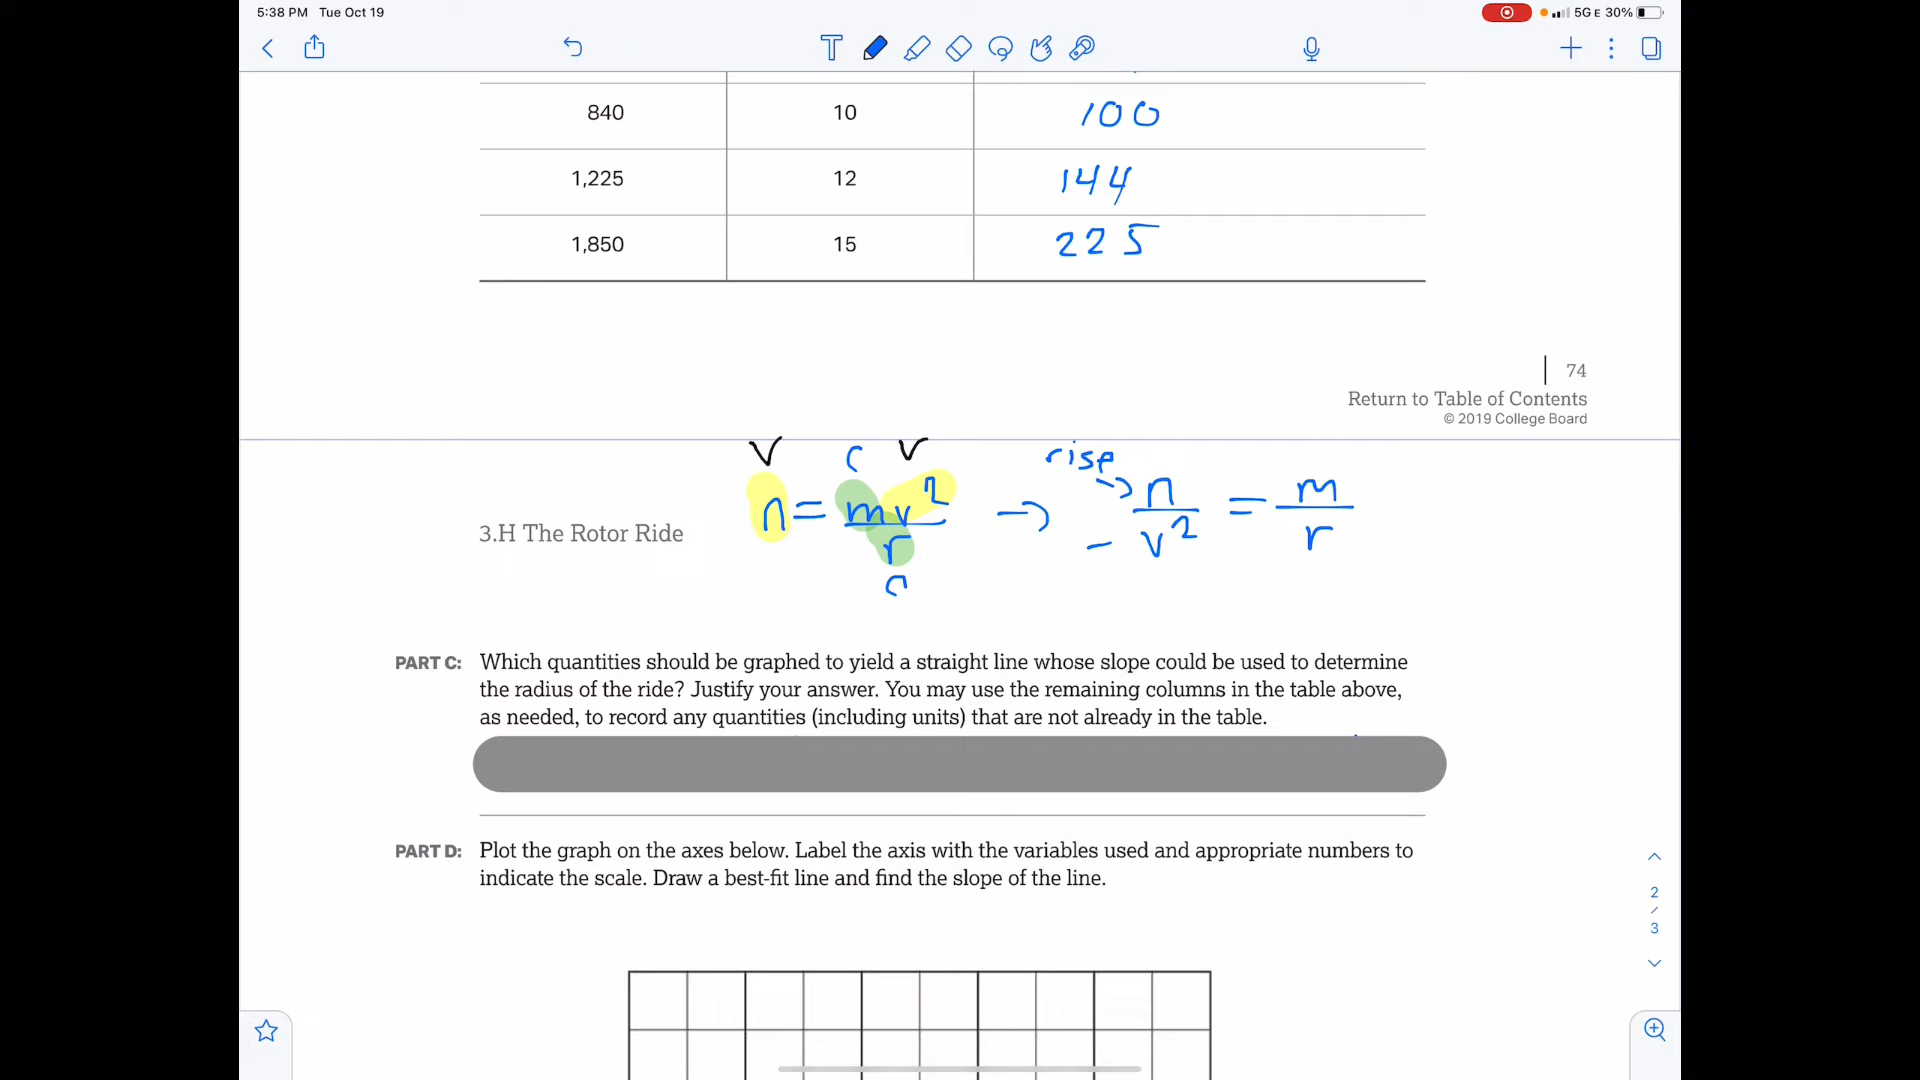 5:38 PM Tue Oct 19
5G E 30%
840 10 100
1,225 12 144
1,850 15 225
74
Return to Table of Contents
© 2019 College Board
v c v rise
n = mv²/r → n/v² = m/r
c
3.H The Rotor Ride
PART C: Which quantities should be graphed to yield a straight line whose slope could be used to determine
the radius of the ride? Justify your answer. You may use the remaining columns in the table above,
as needed, to record any quantities (including units) that are not already in the table.
PART D: Plot the graph on the axes below. Label the axis with the variables used and appropriate numbers to
indicate the scale. Draw a best-fit line and find the slope of the line.
2
/
3